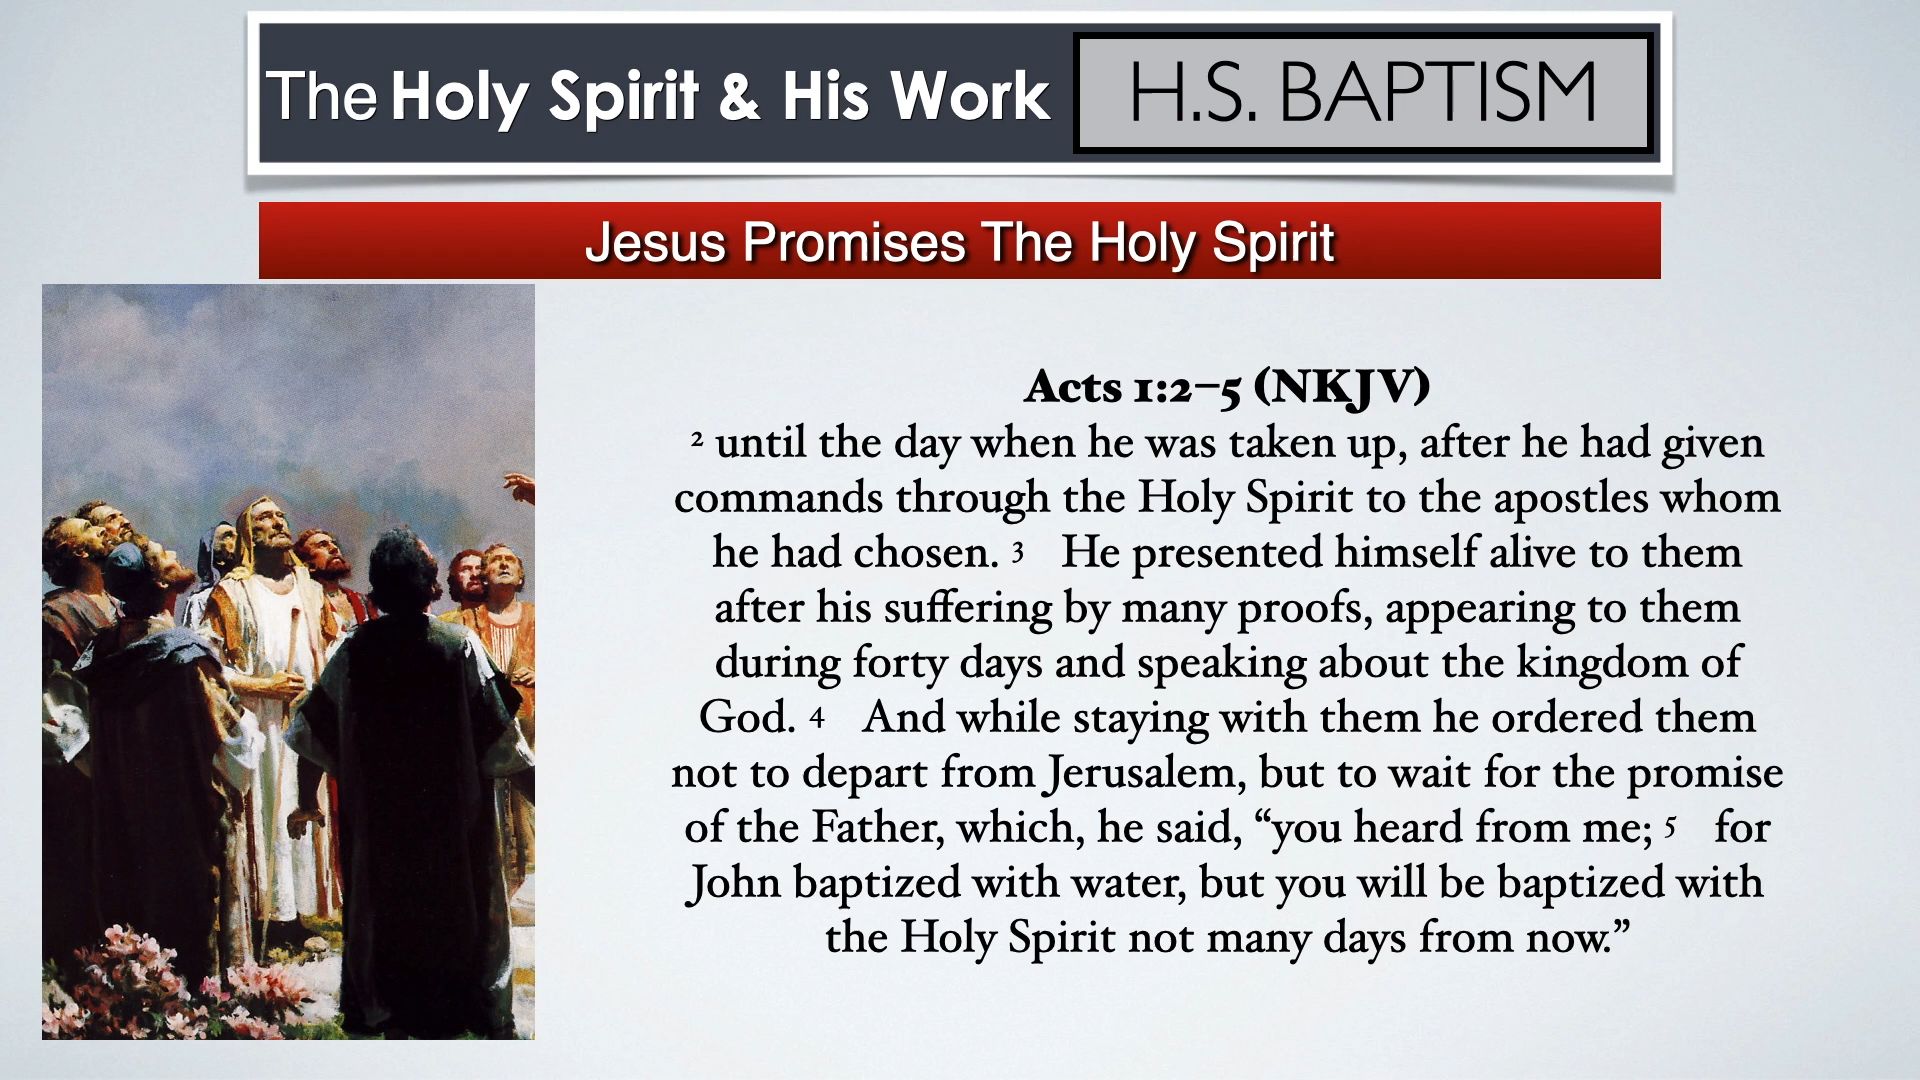 The Holy Spirit & His Work
H.S. BAPTISM
Jesus Promises The Holy Spirit
Acts 1:2–5 (NKJV)
2 until the day when he was taken up, after he had given
commands through the Holy Spirit to the apostles whom
he had chosen. 3 He presented himself alive to them
after his suffering by many proofs, appearing to them
during forty days and speaking about the kingdom of
God. 4 And while staying with them he ordered them
not to depart from Jerusalem, but to wait for the promise
of the Father, which, he said, “you heard from me; 5 for
John baptized with water, but you will be baptized with
the Holy Spirit not many days from now.”